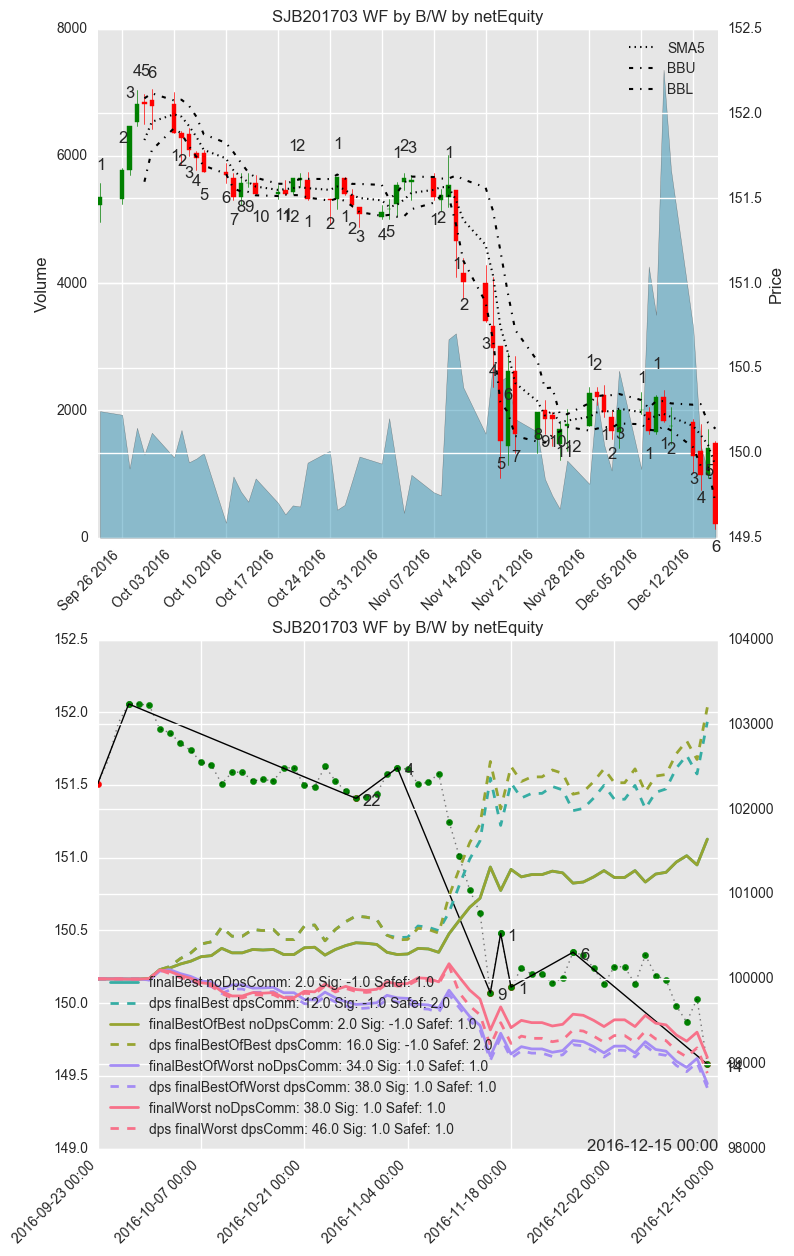 SJB201703 WF by B/W by netEquity
8000
6000
4000
2000
0
Volume
152.5
152.0
151.5
151.0
150.5
150.0
149.5
Price
SMA5
BBU
BBL
Sep 26 2016
Oct 03 2016
Oct 10 2016
Oct 17 2016
Oct 24 2016
Oct 31 2016
Nov 07 2016
Nov 14 2016
Nov 21 2016
Nov 28 2016
Dec 05 2016
Dec 12 2016
SJB201703 WF by B/W by netEquity
152.5
152.0
151.5
151.0
150.5
150.0
149.5
149.0
104000
103000
102000
101000
100000
99000
98000
22
4
9
1
1
6
14
finalBest noDpsComm: 2.0 Sig: -1.0 Safef: 1.0
dps finalBest dpsComm: 12.0 Sig: -1.0 Safef: 2.0
finalBestOfBest noDpsComm: 2.0 Sig: -1.0 Safef: 1.0
dps finalBestOfBest dpsComm: 16.0 Sig: -1.0 Safef: 2.0
finalBestOfWorst noDpsComm: 34.0 Sig: 1.0 Safef: 1.0
dps finalBestOfWorst dpsComm: 38.0 Sig: 1.0 Safef: 1.0
finalWorst noDpsComm: 38.0 Sig: 1.0 Safef: 1.0
dps finalWorst dpsComm: 46.0 Sig: 1.0 Safef: 1.0
2016-12-15 00:00
2016-09-23 00:00
2016-10-07 00:00
2016-10-21 00:00
2016-11-04 00:00
2016-11-18 00:00
2016-12-02 00:00
2016-12-15 00:00